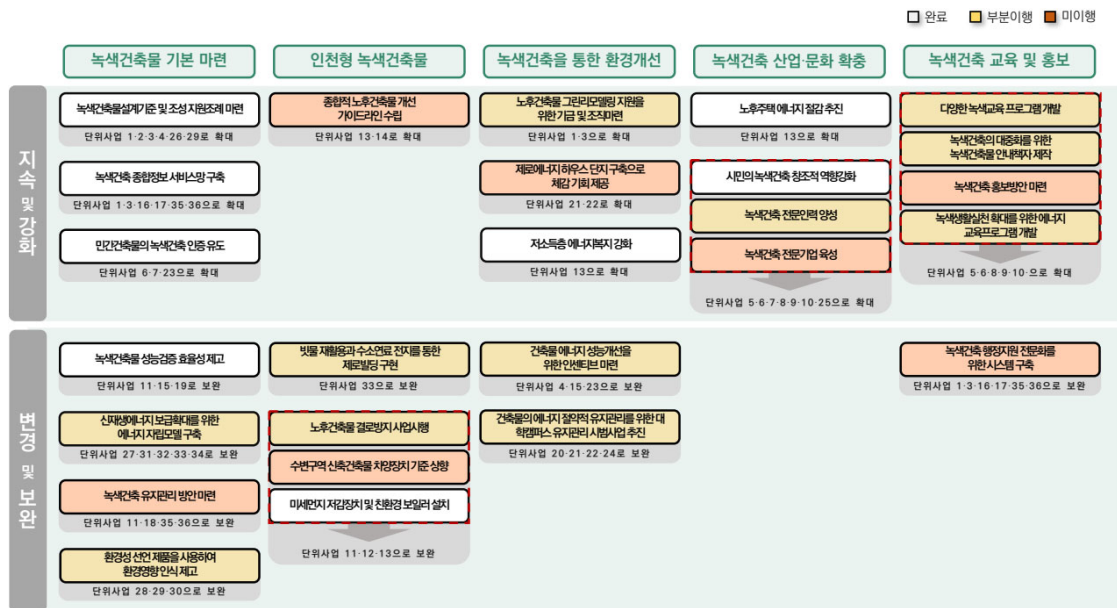 완료
부분이행
미이행
녹색건축물 기본 마련
인천형 녹색건축물
녹색건축을 통한 환경개선
녹색건축 산업·문화 확충
녹색건축 교육 및 홍보
지속 및 강화
녹색건축물설계기준 및 조성 지원조례 마련
단위사업 1·2·3·4·26·29로 확대
녹색건축 종합정보 서비스망 구축
단위사업 1·3·16·17·35·36으로 확대
민간건축물의 녹색건축 인증 유도
단위사업 6·7·23으로 확대
종합적 노후건축물 개선
가이드라인 수립
단위사업 13·14로 확대
노후건축물 그린리모델링 지원을
위한 기금 및 조직마련
단위사업 1·3으로 확대
제로에너지 하우스 단지 구축으로
체감 기회 제공
단위사업 21·22로 확대
저소득층 에너지복지 강화
단위사업 13으로 확대
노후주택 에너지 절감 추진
단위사업 13으로 확대
시민의 녹색건축 창조적 역향강화
녹색건축 전문인력 양성
녹색건축 전문기업 육성
단위사업 5·6·7·8·9·10·25으로 확대
다양한 녹색교육 프로그램 개발
녹색건축의 대중화를 위한
녹색건축물 안내책자 제작
녹색건축 홍보방안 마련
녹색생활실천 확대를 위한 에너지
교육프로그램 개발
단위사업 5·6·8·9·10·으로 확대
변경 및 보완
녹색건축물 성능검증 효율성 제고
단위사업 11·15·19로 보완
신재생에너지 보급확대를 위한
에너지 자립모델 구축
단위사업 27·31·32·33·34로 보완
녹색건축 유지관리 방안 마련
단위사업 11·18·35·36으로 보완
환경성 선언 제품을 사용하여
환경영향 인식 제고
단위사업 28·29·30으로 보완
빗물 재활용과 수소연료 전지를 통한
제로빌딩 구현
단위사업 33으로 보완
노후건축물 결로방지 사업시행
수변구역 신축건축물 차양장치 기준 상향
미세먼지 저감장치 및 친환경 보일러 설치
단위사업 11·12·13으로 보완
건축물 에너지 성능개선을
위한 인센티브 마련
단위사업 4·15·23으로 보완
건축물의 에너지 절약적 유지관리를 위한 대
학캠퍼스 유지관리 시범사업 추진
단위사업 20·21·22·24로 보완
녹색건축 행정지원 전문화를
위한 시스템 구축
단위사업 1·3·16·17·35·36으로 보완